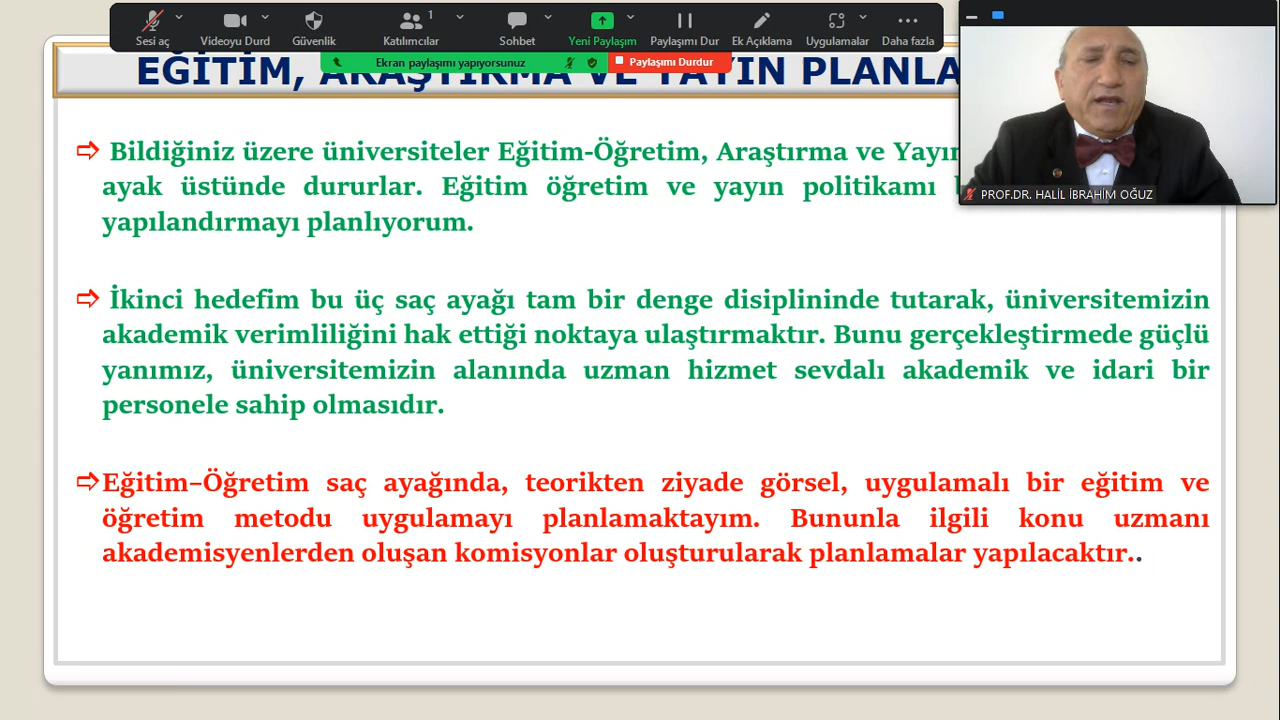 Sesi aç
Videoyu Durd
Güvenlik
Katılımcılar
1
Sohbet
Yeni Paylaşım
Paylaşımı Dur
Ek Açıklama
Uygulamalar
Daha fazla
Ekran paylaşımı yapıyorsunuz
Paylaşımı Durdur
EĞİTİM, ARAŞTIRMA VE YAYIN
PROF.DR. HALİL İBRAHİM OĞUZ
Bildiğiniz üzere üniversiteler Eğitim-Öğretim, Araştırma ve
ayak üstünde dururlar. Eğitim öğretim ve yayın politikamı
yapılandırmayı planlıyorum.
İkinci hedefim bu üç saç ayağı tam bir denge disiplininde tutarak, üniversitemizin
akademik verimliliğini hak ettiği noktaya ulaştırmaktır. Bunu gerçekleştirmede güçlü
yanımız, üniversitemizin alanında uzman hizmet sevdalı akademik ve idari bir
personele sahip olmasıdır.
Eğitim–Öğretim saç ayağında, teorikten ziyade görsel, uygulamalı bir eğitim ve
öğretim metodu uygulamayı planlamaktayım. Bununla ilgili konu uzmanı
akademisyenlerden oluşan komisyonlar oluşturularak planlamalar yapılacaktır..